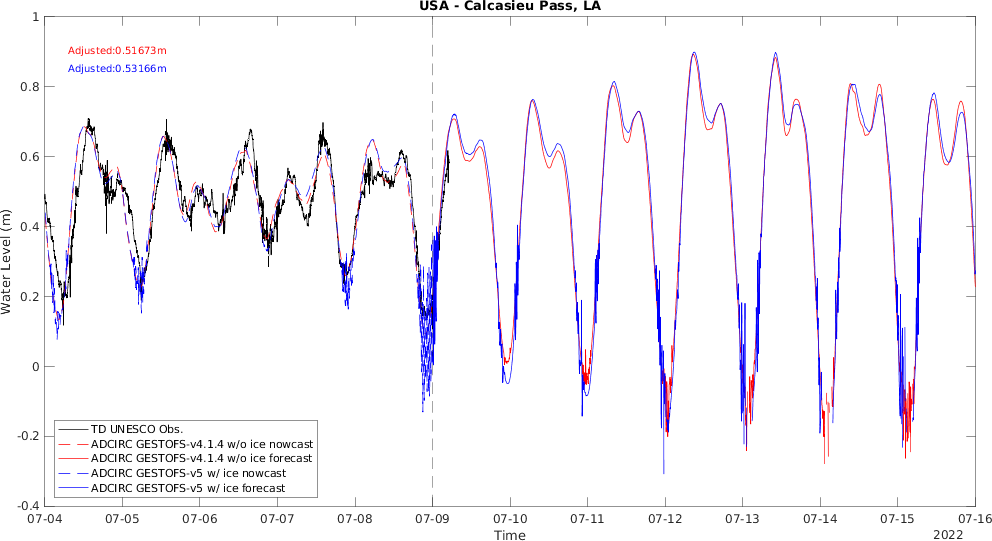 USA - Calcasieu Pass, LA
1
Adjusted:0.51673m
Adjusted:0.53166m
0.8
0.6
0.4
0.2
0
-0.2
-0.4
Water Level (m)
TD UNESCO Obs.
ADCIRC GESTOFS-v4.1.4 w/o ice nowcast
ADCIRC GESTOFS-v4.1.4 w/o ice forecast
ADCIRC GESTOFS-v5 w/ ice nowcast
ADCIRC GESTOFS-v5 w/ ice forecast
07-04 07-05 07-06 07-07 07-08 07-09 07-10 07-11 07-12 07-13 07-14 07-15 07-16
Time
2022